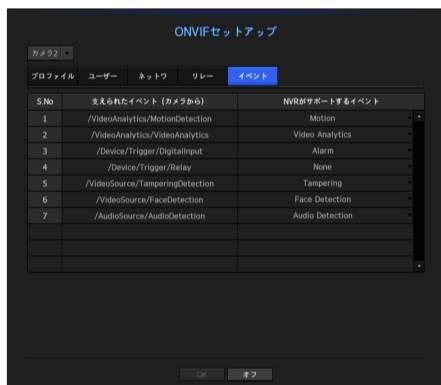 ONVIFセットアップ
カメラ2
プロファイル ユーザー ネットワ リレー イベント
S.No 支えられたイベント (カメラから) NVRがサポートするイベント
1 /VideoAnalytics/MotionDetection Motion
2 /VideoAnalytics/VideoAnalytics Video Analytics
3 /Device/Trigger/DigitalInput Alarm
4 /Device/Trigger/Relay None
5 /VideoSource/TamperingDetection Tampering
6 /VideoSource/FaceDetection Face Detection
7 /AudioSource/AudioDetection Audio Detection
OK オフ